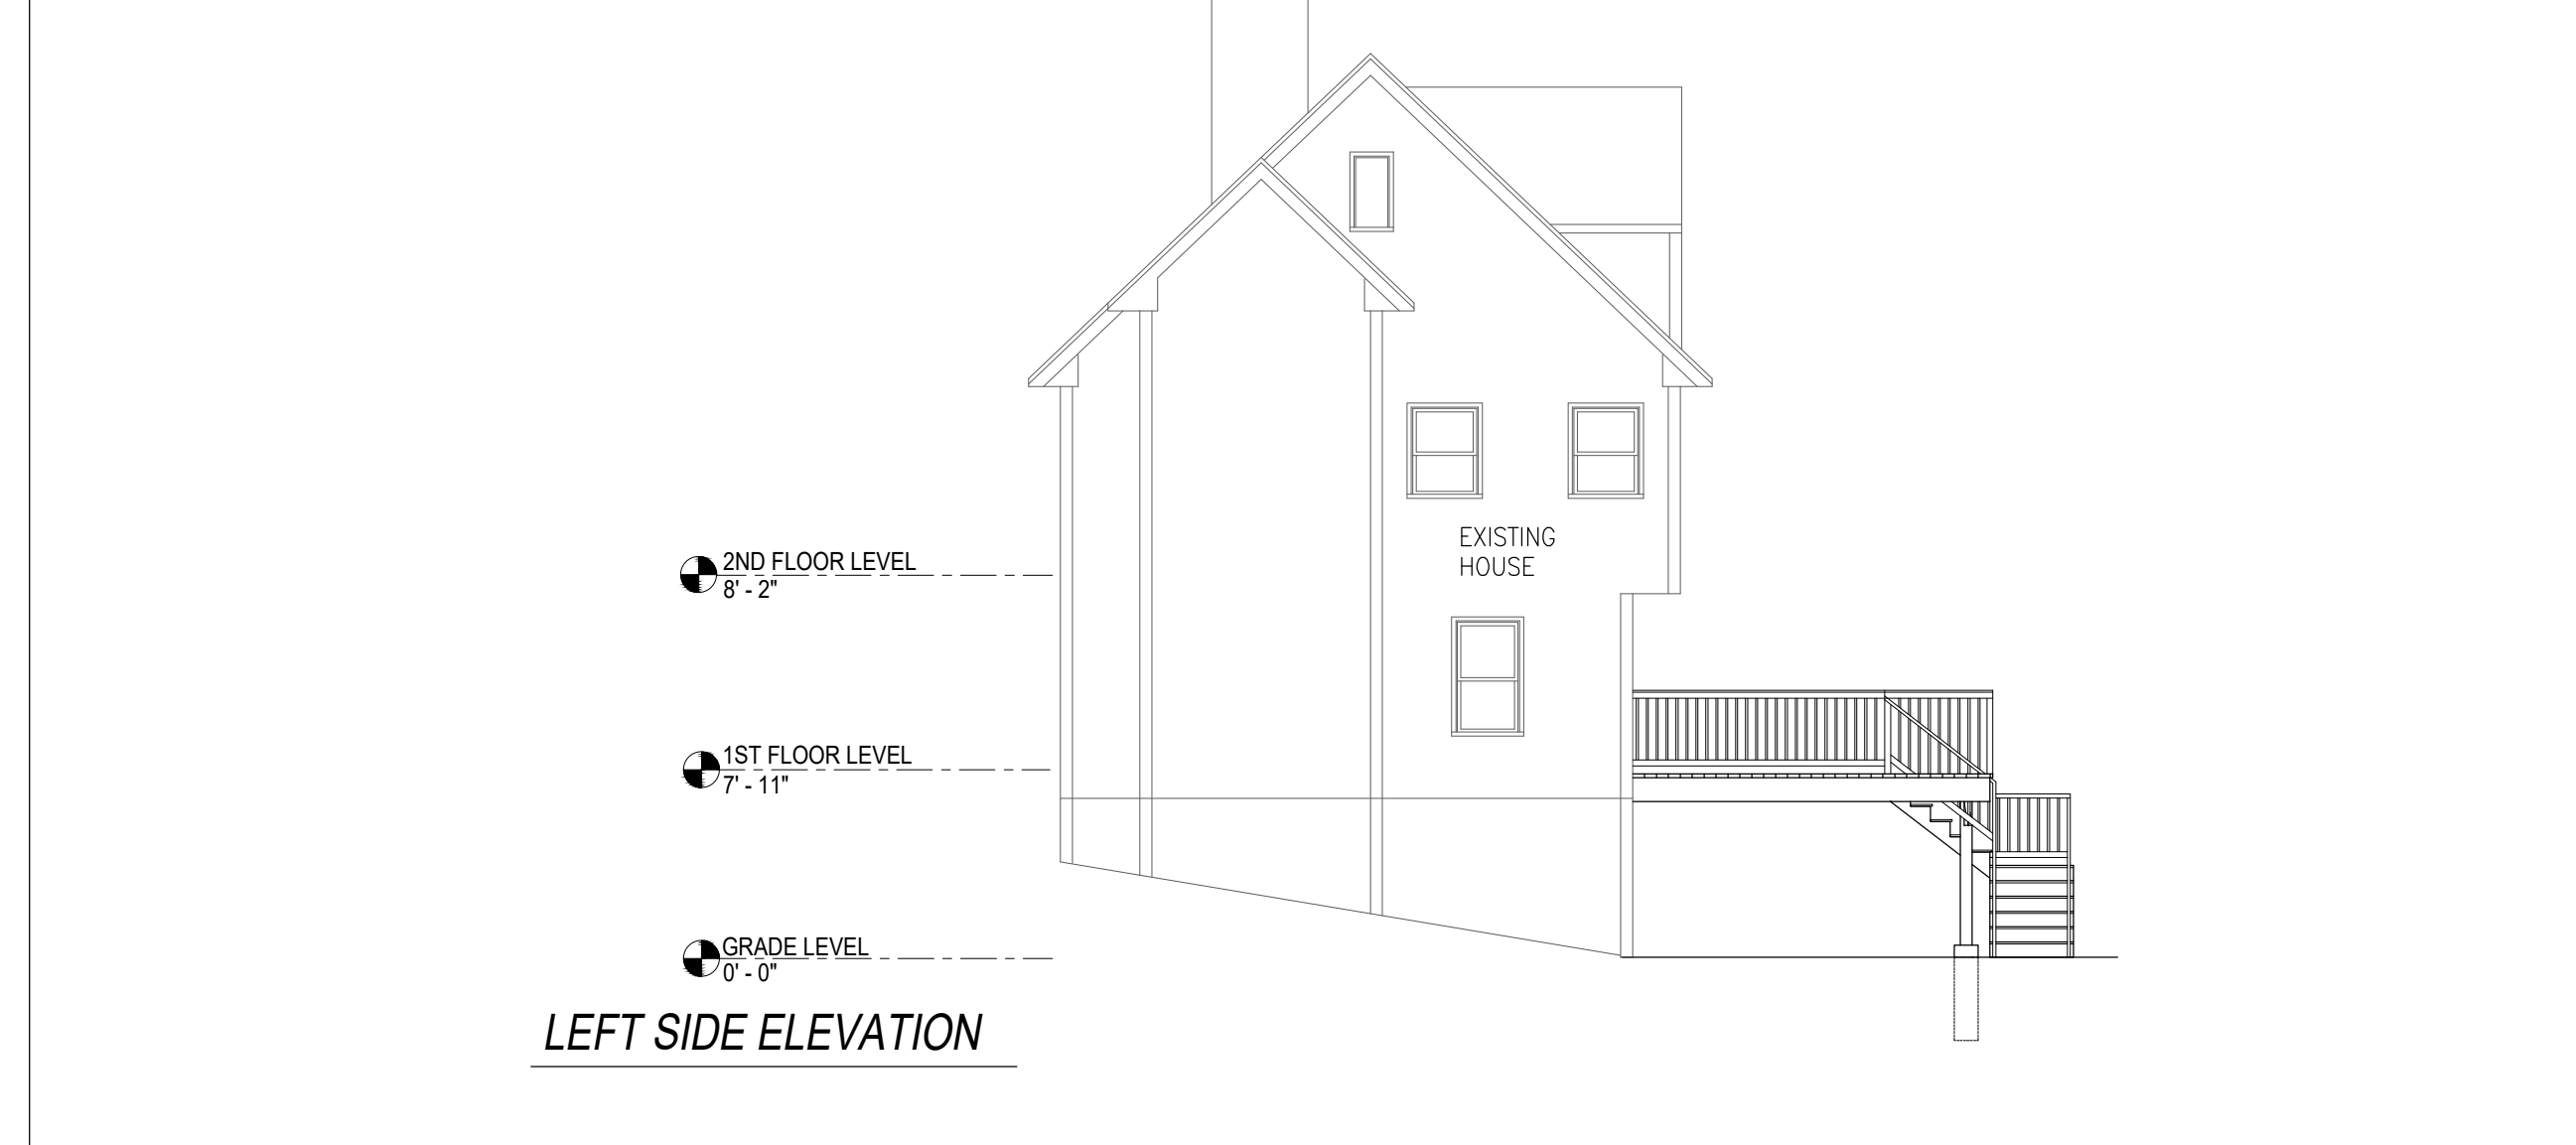 EXISTING
HOUSE
2ND FLOOR LEVEL
8' - 2"
1ST FLOOR LEVEL
7' - 11"
GRADE LEVEL
0' - 0"
LEFT SIDE ELEVATION